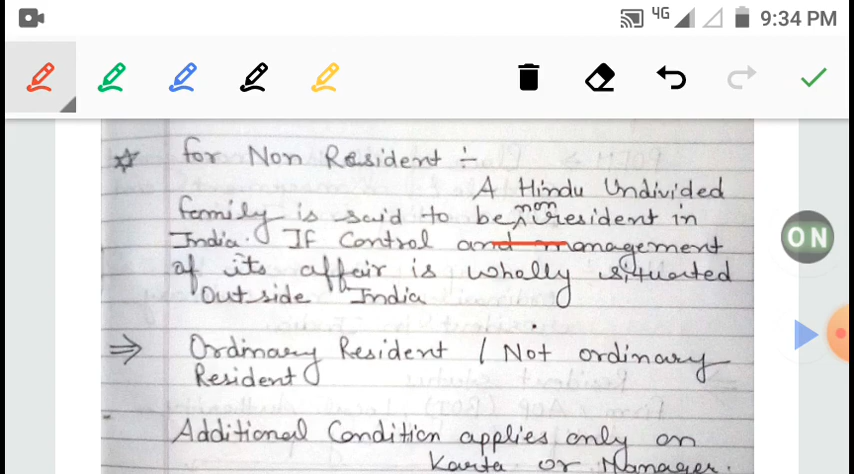 4G 9:34 PM
for Non Resident ÷
A Hindu Undivided
family is said to be non resident in
India. If Control and management
of its affair is wholly situated
outside India
⇒ Ordinary Resident / Not ordinary
Resident
Additional Condition applies only on
Karta or Manager.
ON